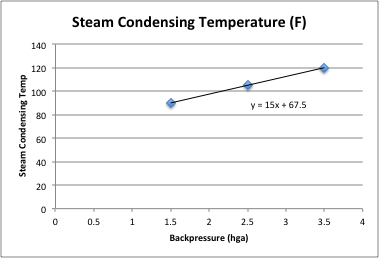 Steam Condensing Temperature (F)
Steam Condensing Temp
140
120
100
80
60
40
20
0
y = 15x + 67.5
0 0.5 1 1.5 2 2.5 3 3.5 4
Backpressure (hga)